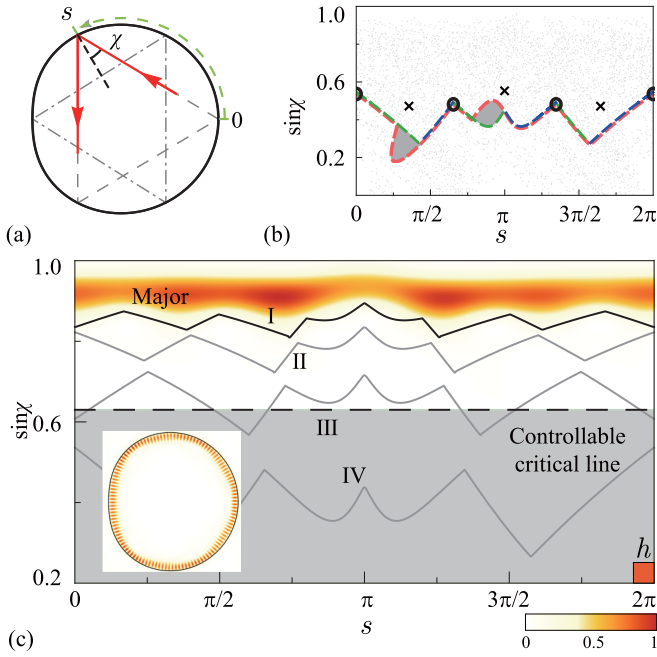 s
χ
0
(a)
sinχ
1.0
0.6
0.2
0 π/2 π 3π/2 2π
s
(b)
sinχ
1.0
0.6
0.2
Major
I
II
III
IV
Controllable
critical line
h
0 π/2 π 3π/2 2π
s
(c)
0 0.5 1